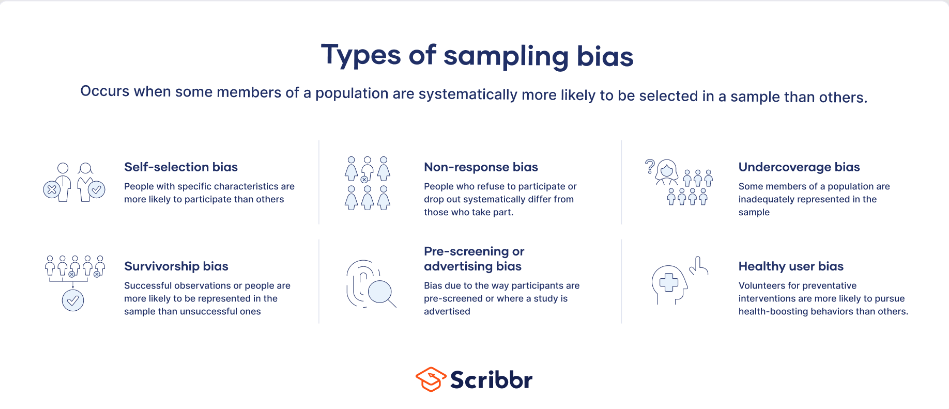 Types of sampling bias
Occurs when some members of a population are systematically more likely to be selected in a sample than others.
Self-selection bias
People with specific characteristics are
more likely to participate than others
Non-response bias
People who refuse to participate or
drop out systematically differ from
those who take part.
?
Undercoverage bias
Some members of a population are
inadequately represented in the
sample
Survivorship bias
Successful observations or people are
more likely to be represented in the
sample than unsuccessful ones
Pre-screening or
advertising bias
Bias due to the way participants are
pre-screened or where a study is
advertised
Healthy user bias
Volunteers for preventative
interventions are more likely to pursue
health-boosting behaviors than others.
Scribbr